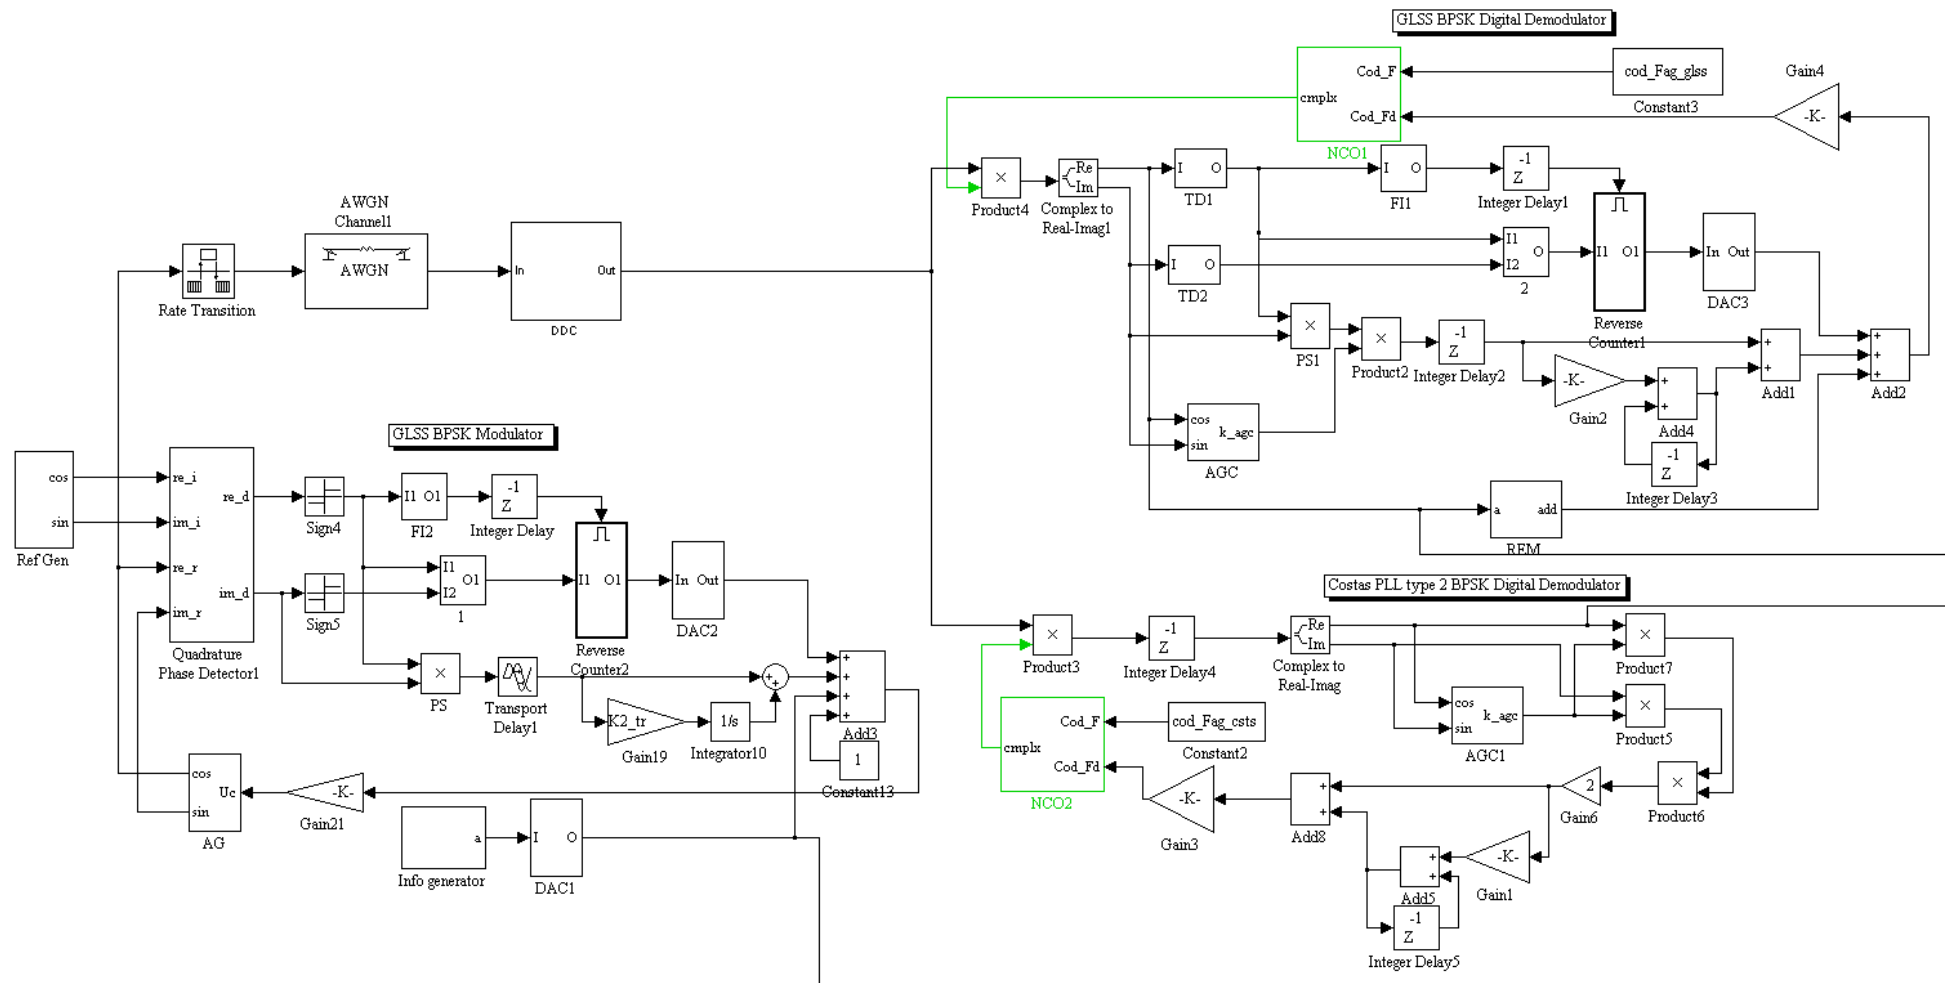 GLSS BPSK Digital Demodulator
Cod_F
cmplx
Cod_Fd
NCO1
cod_Fag_glss
Constant3
Gain4
-K-
×
Product4
Re
Im
Complex to
Real-Imag1
I O
TD1
I O
FI1
-1
Z
Integer Delay1
I O
TD2
I1
I2
O
2
I1 O1
Reverse
Counter1
In Out
DAC3
×
PS1
×
Product2
-1
Z
Integer Delay2
-K-
Gain2
+
+
Add4
-1
Z
Integer Delay3
+
+
Add1
+
+
+
Add2
cos
sin
k_agc
AGC
a add
REM
AWGN
Channel1
AWGN
Rate Transition
In Out
DDC
GLSS BPSK Modulator
cos
sin
Ref Gen
re_i
im_i
re_r
im_r
re_d
im_d
Quadrature
Phase Detector1
Sign4
Sign5
I1 O1
FI2
-1
Z
Integer Delay
I1
I2
O1
1
I1 O1
Reverse
Counter2
In Out
DAC2
×
PS
Transport
Delay1
K2_tr
Gain19
1/s
Integrator10
+
+
+
+
+
+
Add3
1
Constant13
cos
sin
Uc
AG
-K-
Gain21
a
Info generator
I O
DAC1
Costas PLL type 2 BPSK Digital Demodulator
×
Product3
-1
Z
Integer Delay4
Re
Im
Complex to
Real-Imag
cos
sin
k_agc
AGC1
×
Product7
×
Product5
×
Product6
2
Gain6
-K-
Gain1
+
+
Add5
-1
Z
Integer Delay5
+
+
Add8
-K-
Gain3
Cod_F
cmplx
Cod_Fd
NCO2
cod_Fag_csts
Constant2